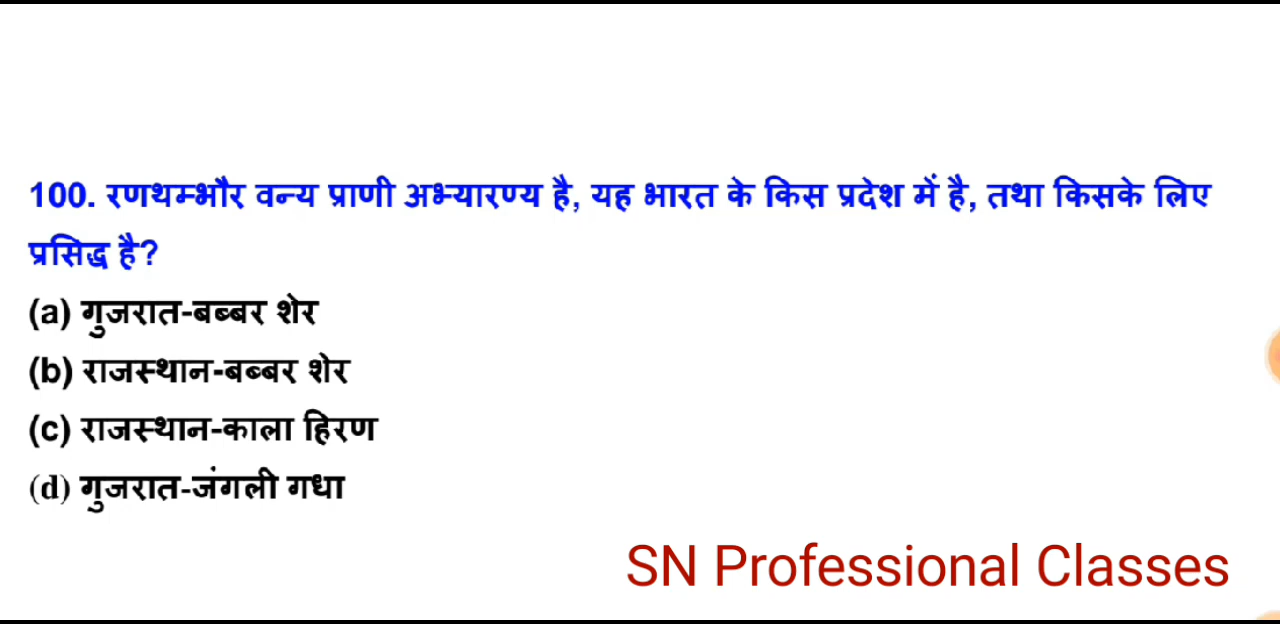 100. रणथम्भौर वन्य प्राणी अभ्यारण्य है, यह भारत के किस प्रदेश में है, तथा किसके लिए
प्रसिद्ध है?
(a) गुजरात-बब्बर शेर
(b) राजस्थान-बब्बर शेर
(c) राजस्थान-काला हिरण
(d) गुजरात-जंगली गधा
SN Professional Classes